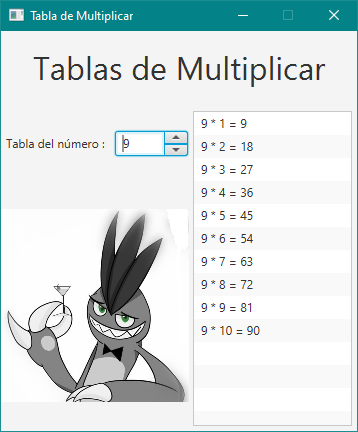 Tabla de Multiplicar
Tablas de Multiplicar
Tabla del número :
9
9 * 1 = 9
9 * 2 = 18
9 * 3 = 27
9 * 4 = 36
9 * 5 = 45
9 * 6 = 54
9 * 7 = 63
9 * 8 = 72
9 * 9 = 81
9 * 10 = 90